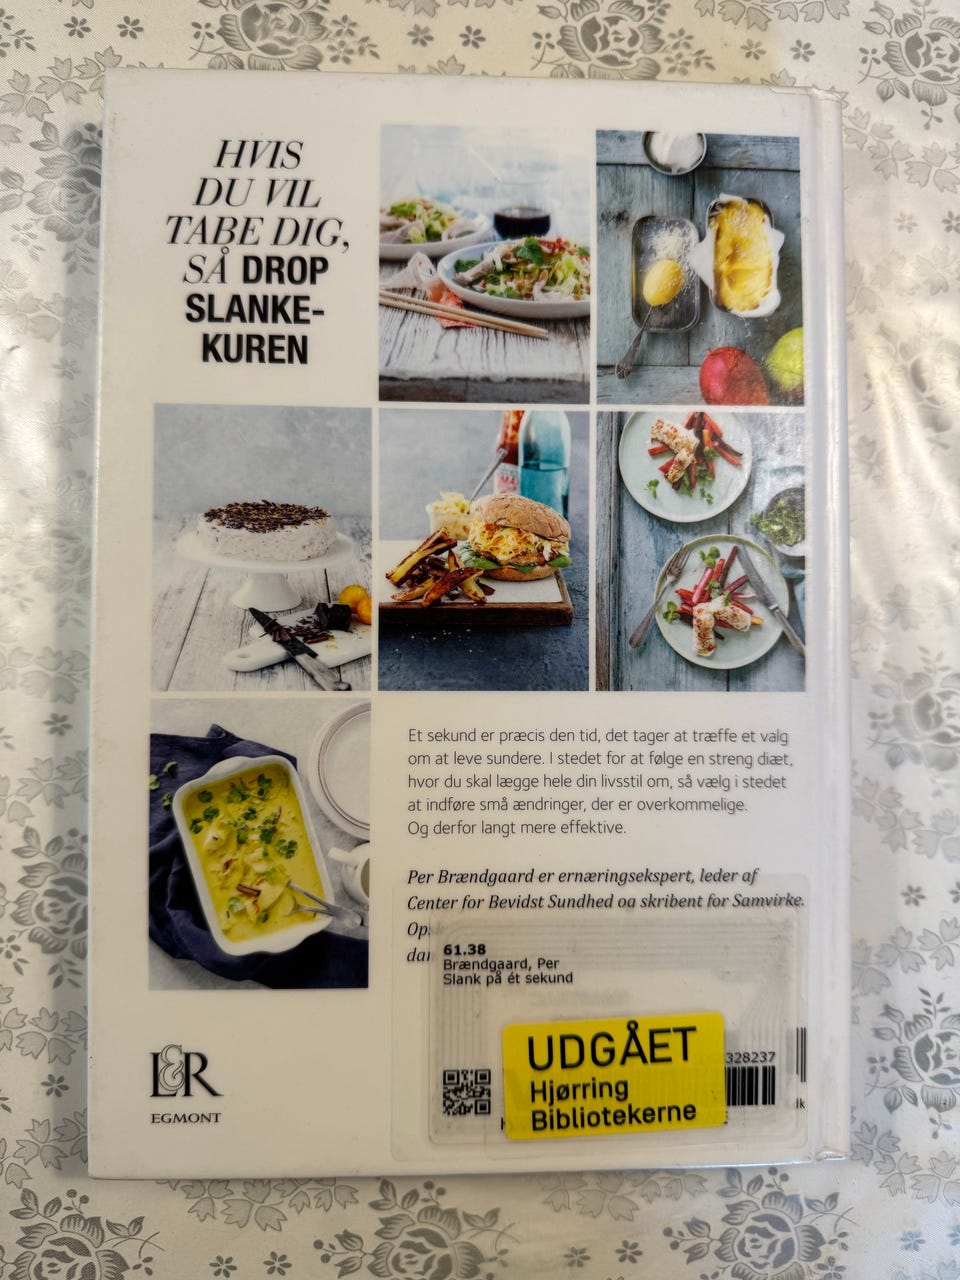 HVIS
DU VIL
TABE DIG,
SÅ DROP
SLANKE-
KUREN
Et sekund er præcis den tid, det tager at træffe et valg
om at leve sundere. I stedet for at følge en streng diæt,
hvor du skal lægge hele din livsstil om, så vælg i stedet
at indføre små ændringer, der er overkommelige.
Og derfor langt mere effektive.
Per Brændgaard er ernæringsekspert, leder af
Center for Bevidst Sundhed og skribent for Samvirke.
61.38
Brændgaard, Per
Slank på ét sekund
UDGÅET
Hjørring
Bibliotekerne
328237
L&R
EGMONT